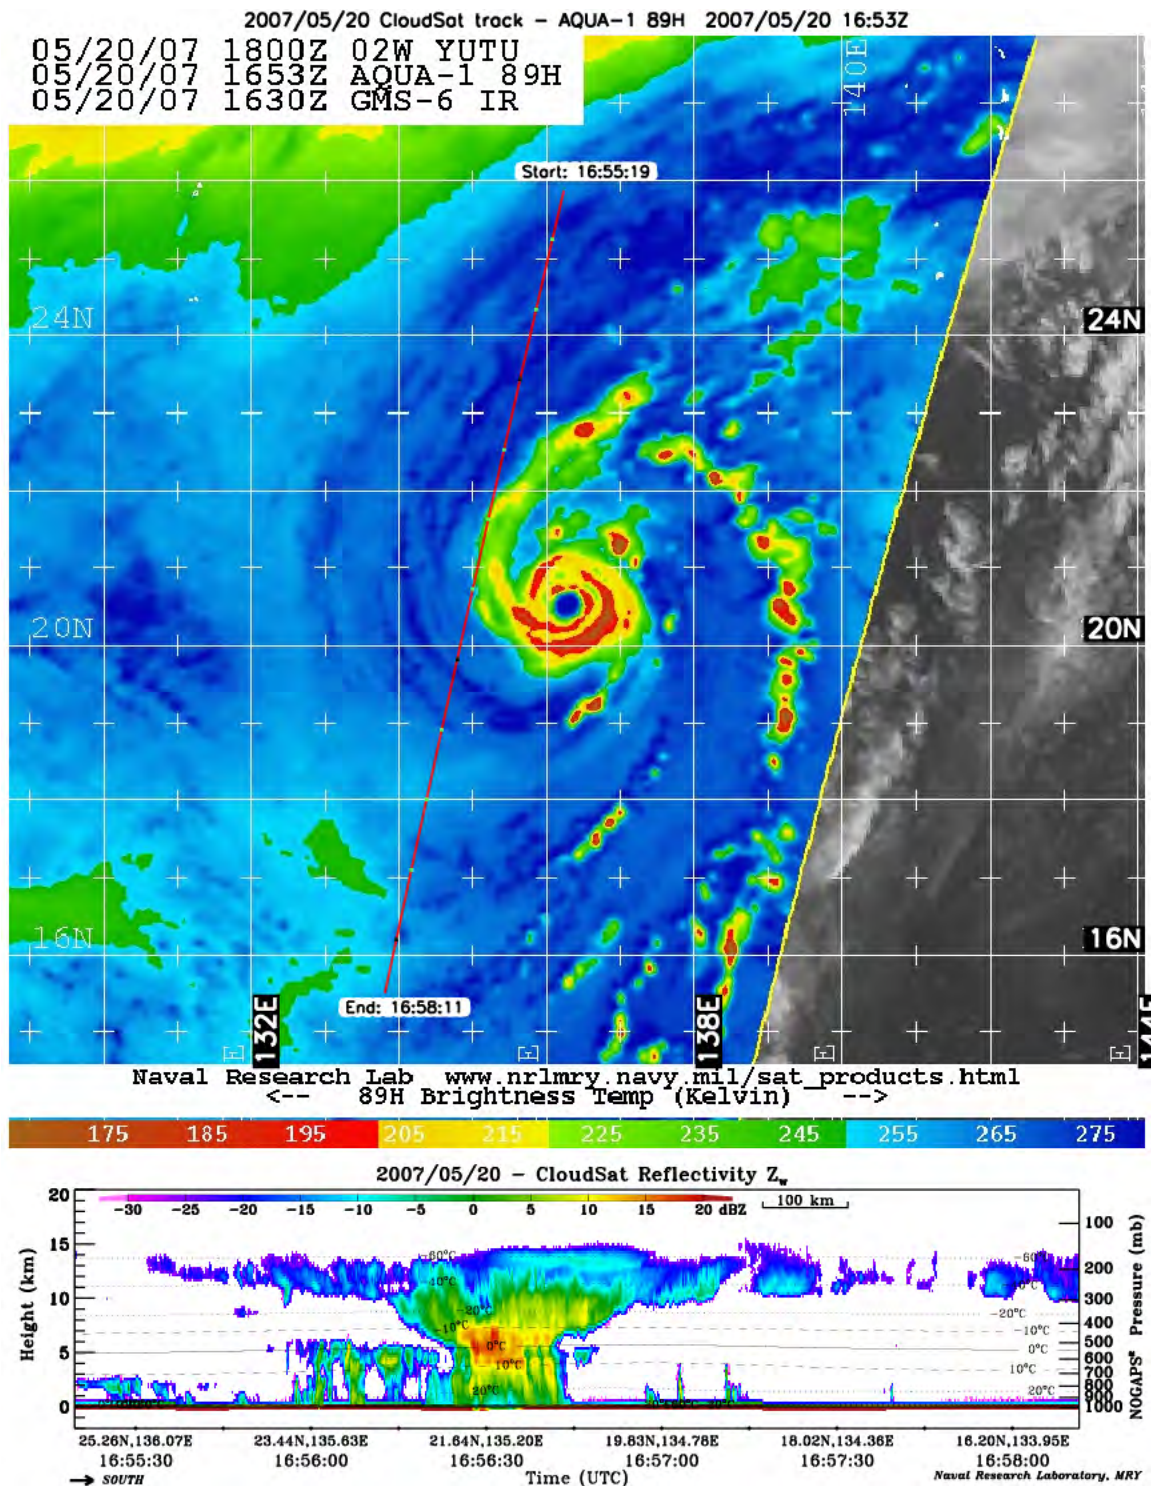 2007/05/20 CloudSat track - AQUA-1 89H 2007/05/20 16:53Z
05/20/07 1800Z 02W YUTU
05/20/07 1653Z AQUA-1 89H
05/20/07 1630Z GMS-6 IR
140E
Start: 16:55:19
24N 24N
20N 20N
16N 16N
End: 16:58:11
132E 138E 144E
Naval Research Lab www.nrlmry.navy.mil/sat_products.html
<-- 89H Brightness Temp (Kelvin) -->
175 185 195 205 215 225 235 245 255 265 275
2007/05/20 - CloudSat Reflectivity Zw
-30 -25 -20 -15 -10 -5 0 5 10 15 20 dBZ 100 km
Height (km)
20
15
10
5
0
-60°C -60°C
-40°C
-20°C -20°C
-10°C -10°C
0°C 0°C
10°C 10°C
20°C 20°C
100
200
300
400
500
600
700
800
1000
NOGAPS* Pressure (mb)
25.26N,136.07E 23.44N,135.63E 21.64N,135.20E 19.83N,134.78E 18.02N,134.36E 16.20N,133.95E
16:55:30 16:56:00 16:56:30 16:57:00 16:57:30 16:58:00
→ SOUTH Time (UTC) Naval Research Laboratory, MRY